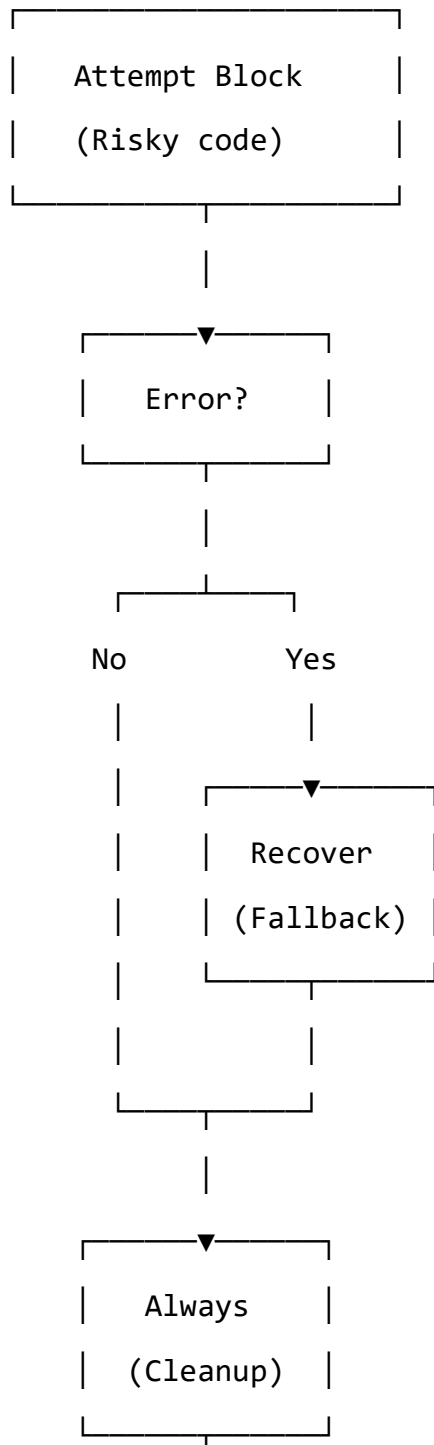 Attempt Block
(Risky code)
Error?
No Yes
Recover
(Fallback)
Always
(Cleanup)